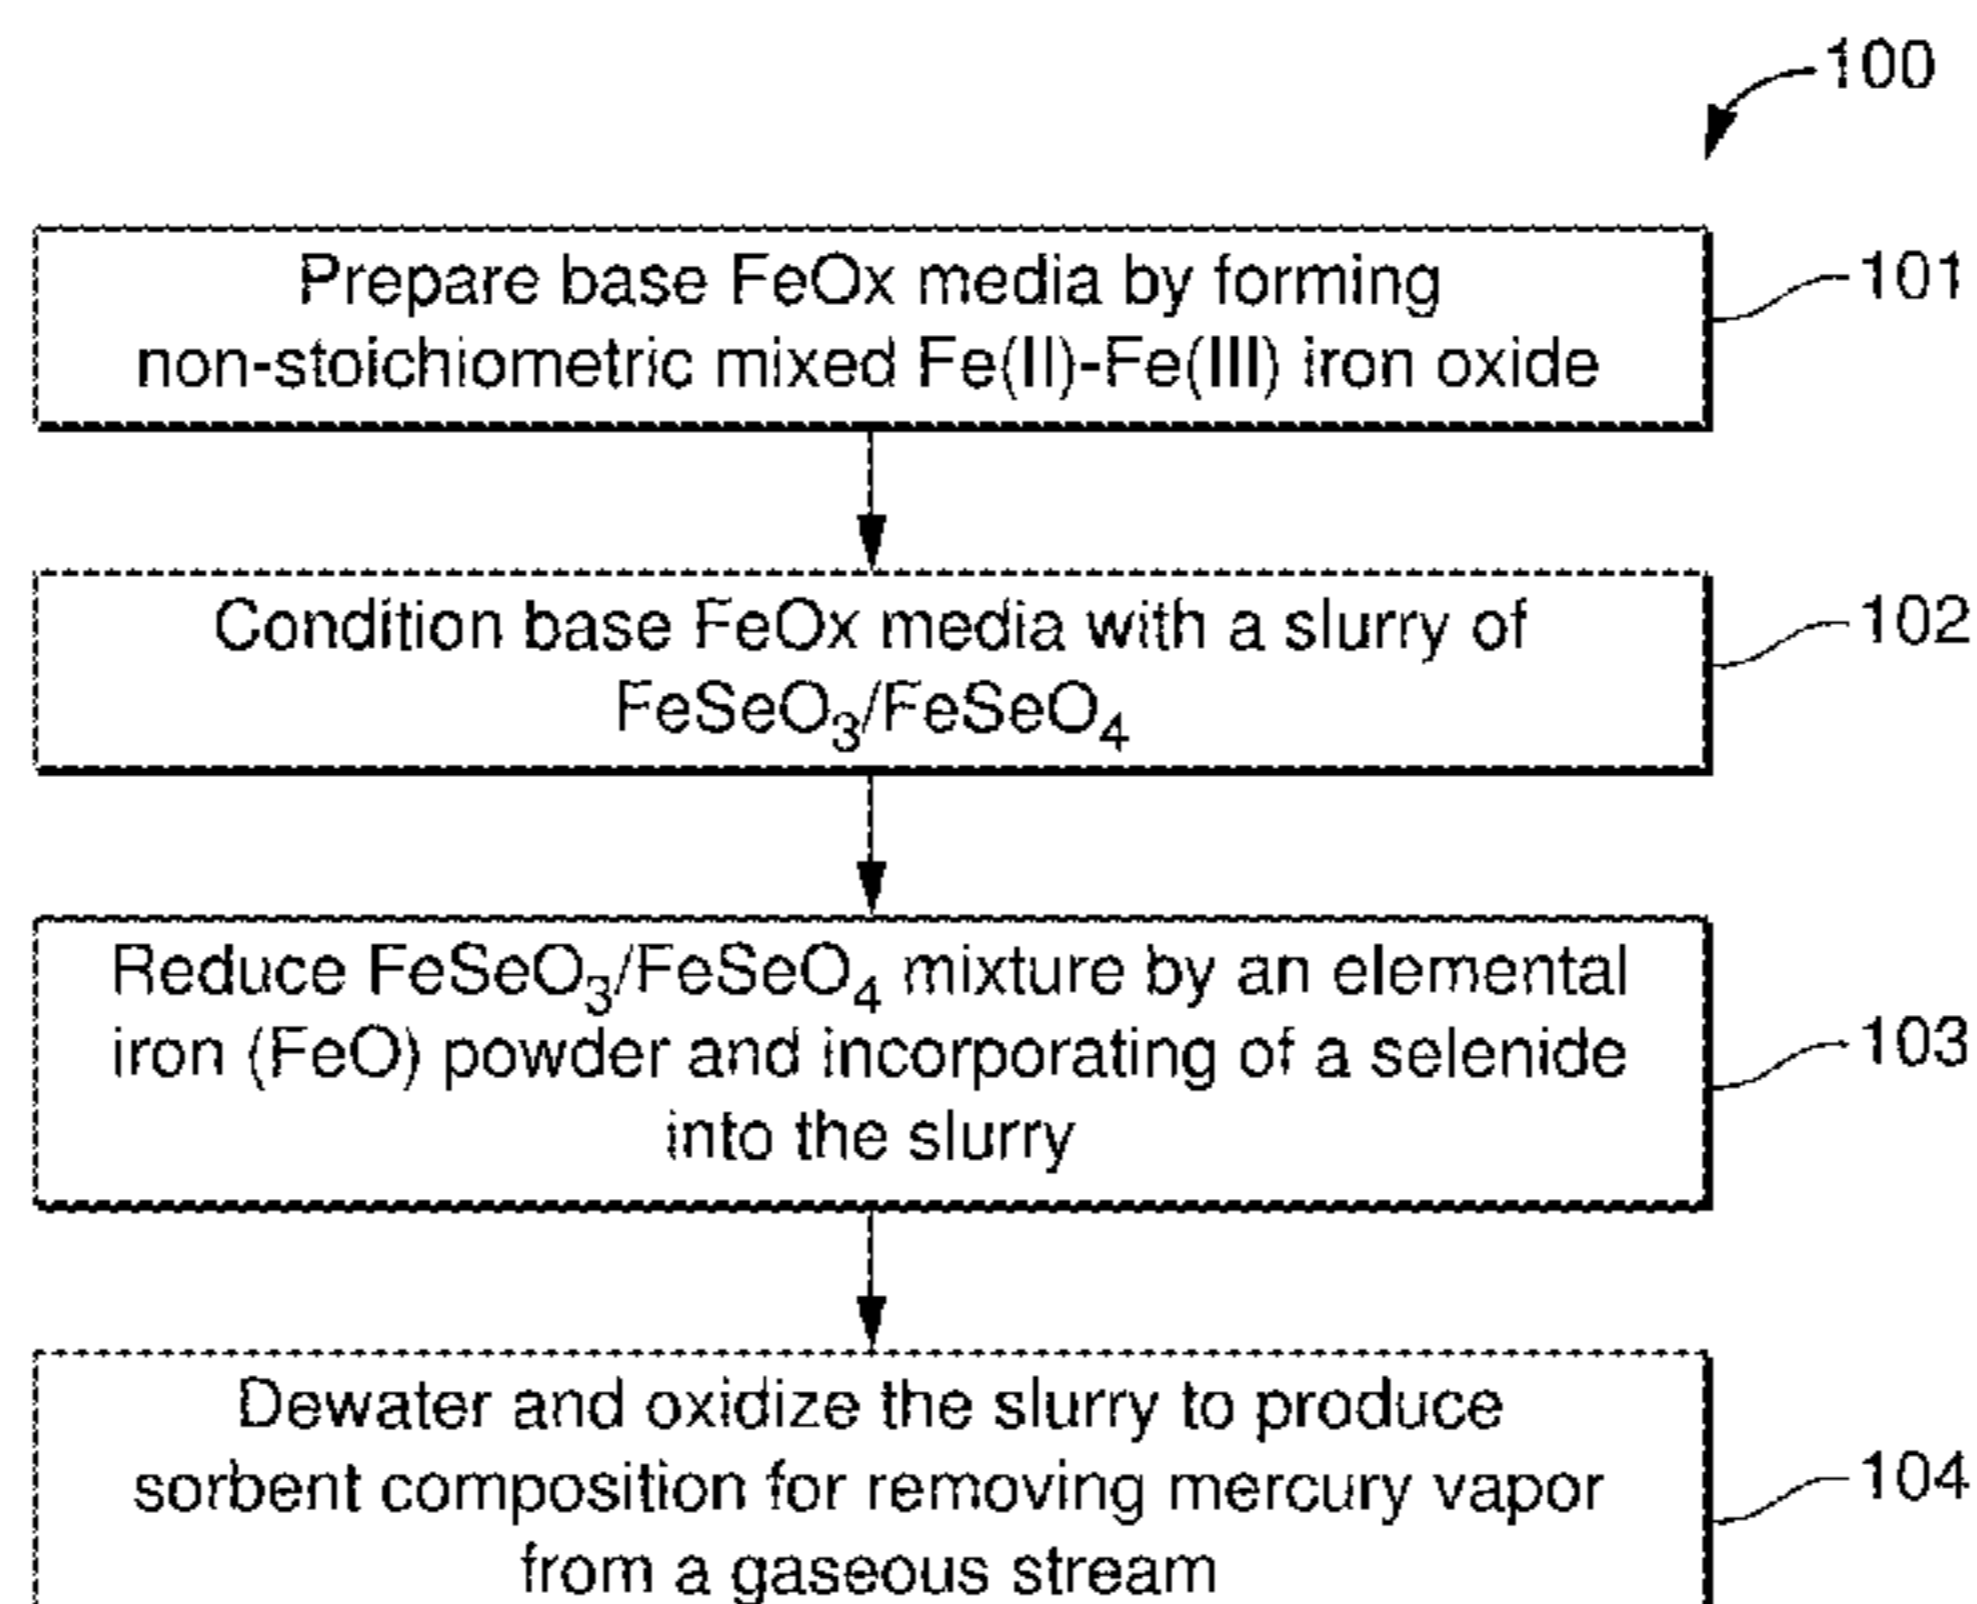 100
Prepare base FeOx media by forming
non-stoichiometric mixed Fe(II)-Fe(III) iron oxide
101
Condition base FeOx media with a slurry of
FeSeO₃/FeSeO₄
102
Reduce FeSeO₃/FeSeO₄ mixture by an elemental
iron (FeO) powder and incorporating of a selenide
into the slurry
103
Dewater and oxidize the slurry to produce
sorbent composition for removing mercury vapor
from a gaseous stream
104